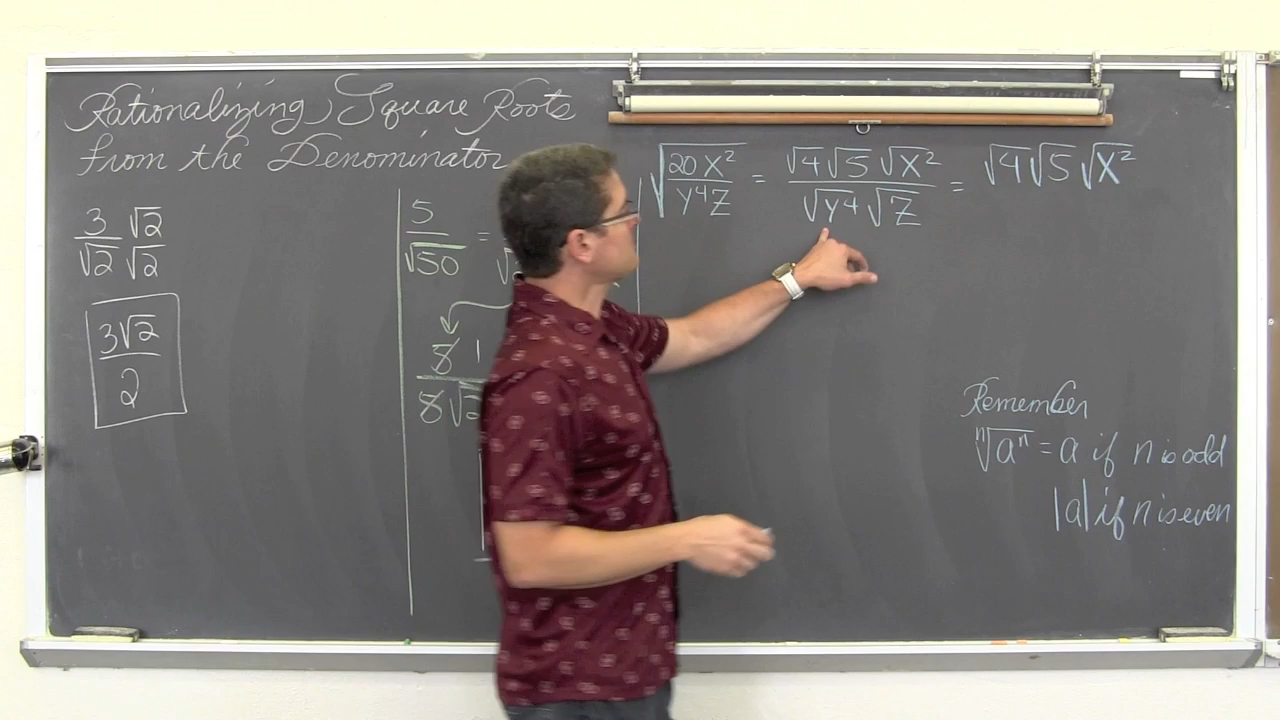 Rationalizing Square Roots
from the Denominator
3 √2
√2 √2
3√2
2
5
√50 =
8 1
8√2
√(20x²/y⁴z) = √4√5√x²/√y⁴√z = √4√5√x²
Remember
ⁿ√aⁿ = a if n is odd
|a| if n is even